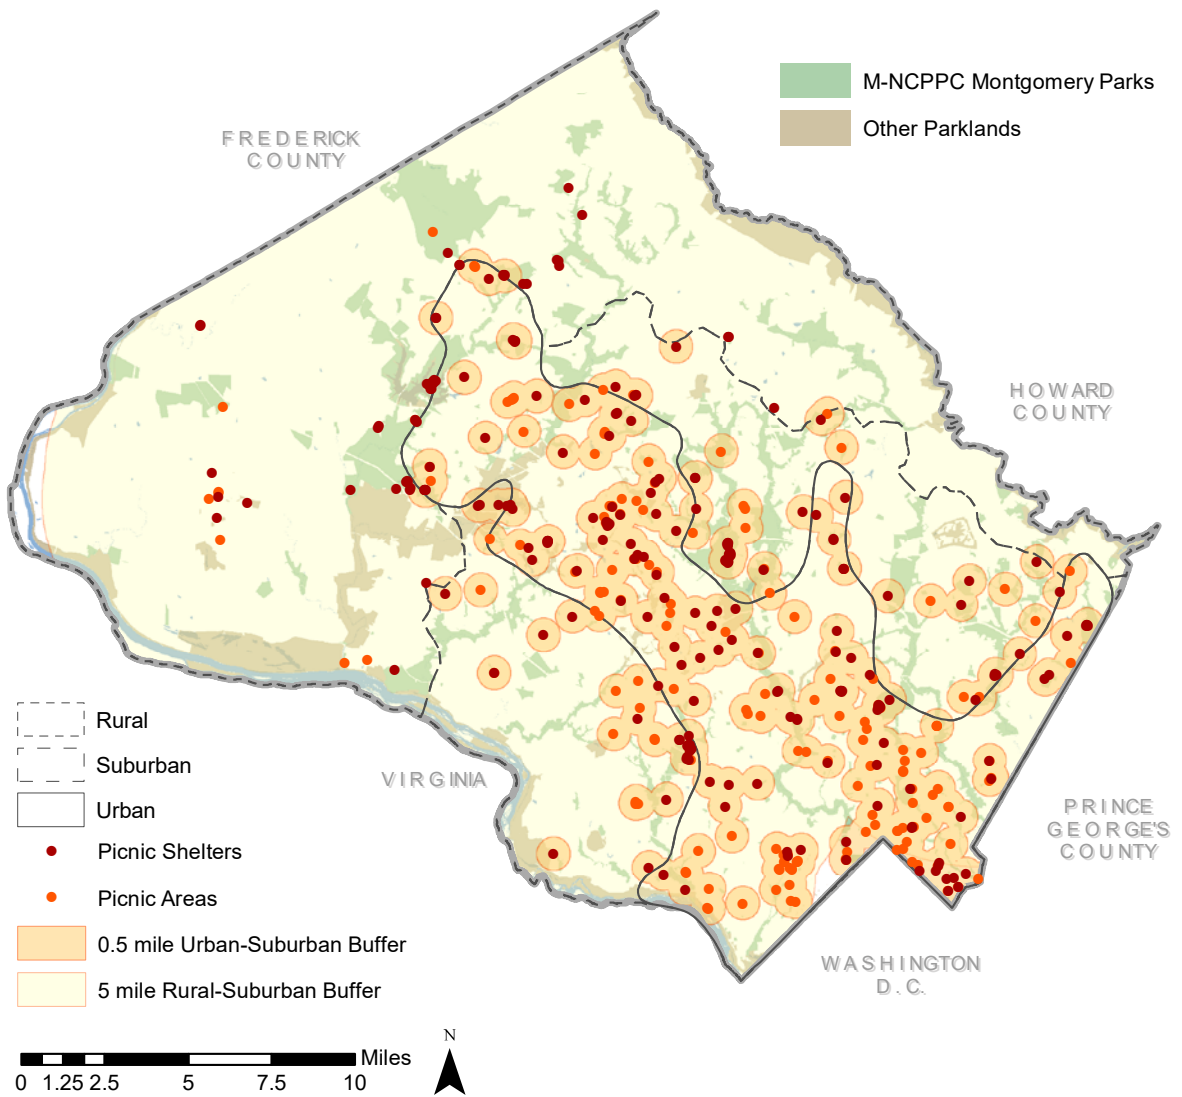 M-NCPPC Montgomery Parks
Other Parklands
FREDERICK
COUNTY
HOWARD
COUNTY
Rural
Suburban
VIRGINIA
Urban
PRINCE
GEORGE'S
COUNTY
Picnic Shelters
Picnic Areas
0.5 mile Urban-Suburban Buffer
WASHINGTON
D.C.
5 mile Rural-Suburban Buffer
N
Miles
0 1.25 2.5 5 7.5 10